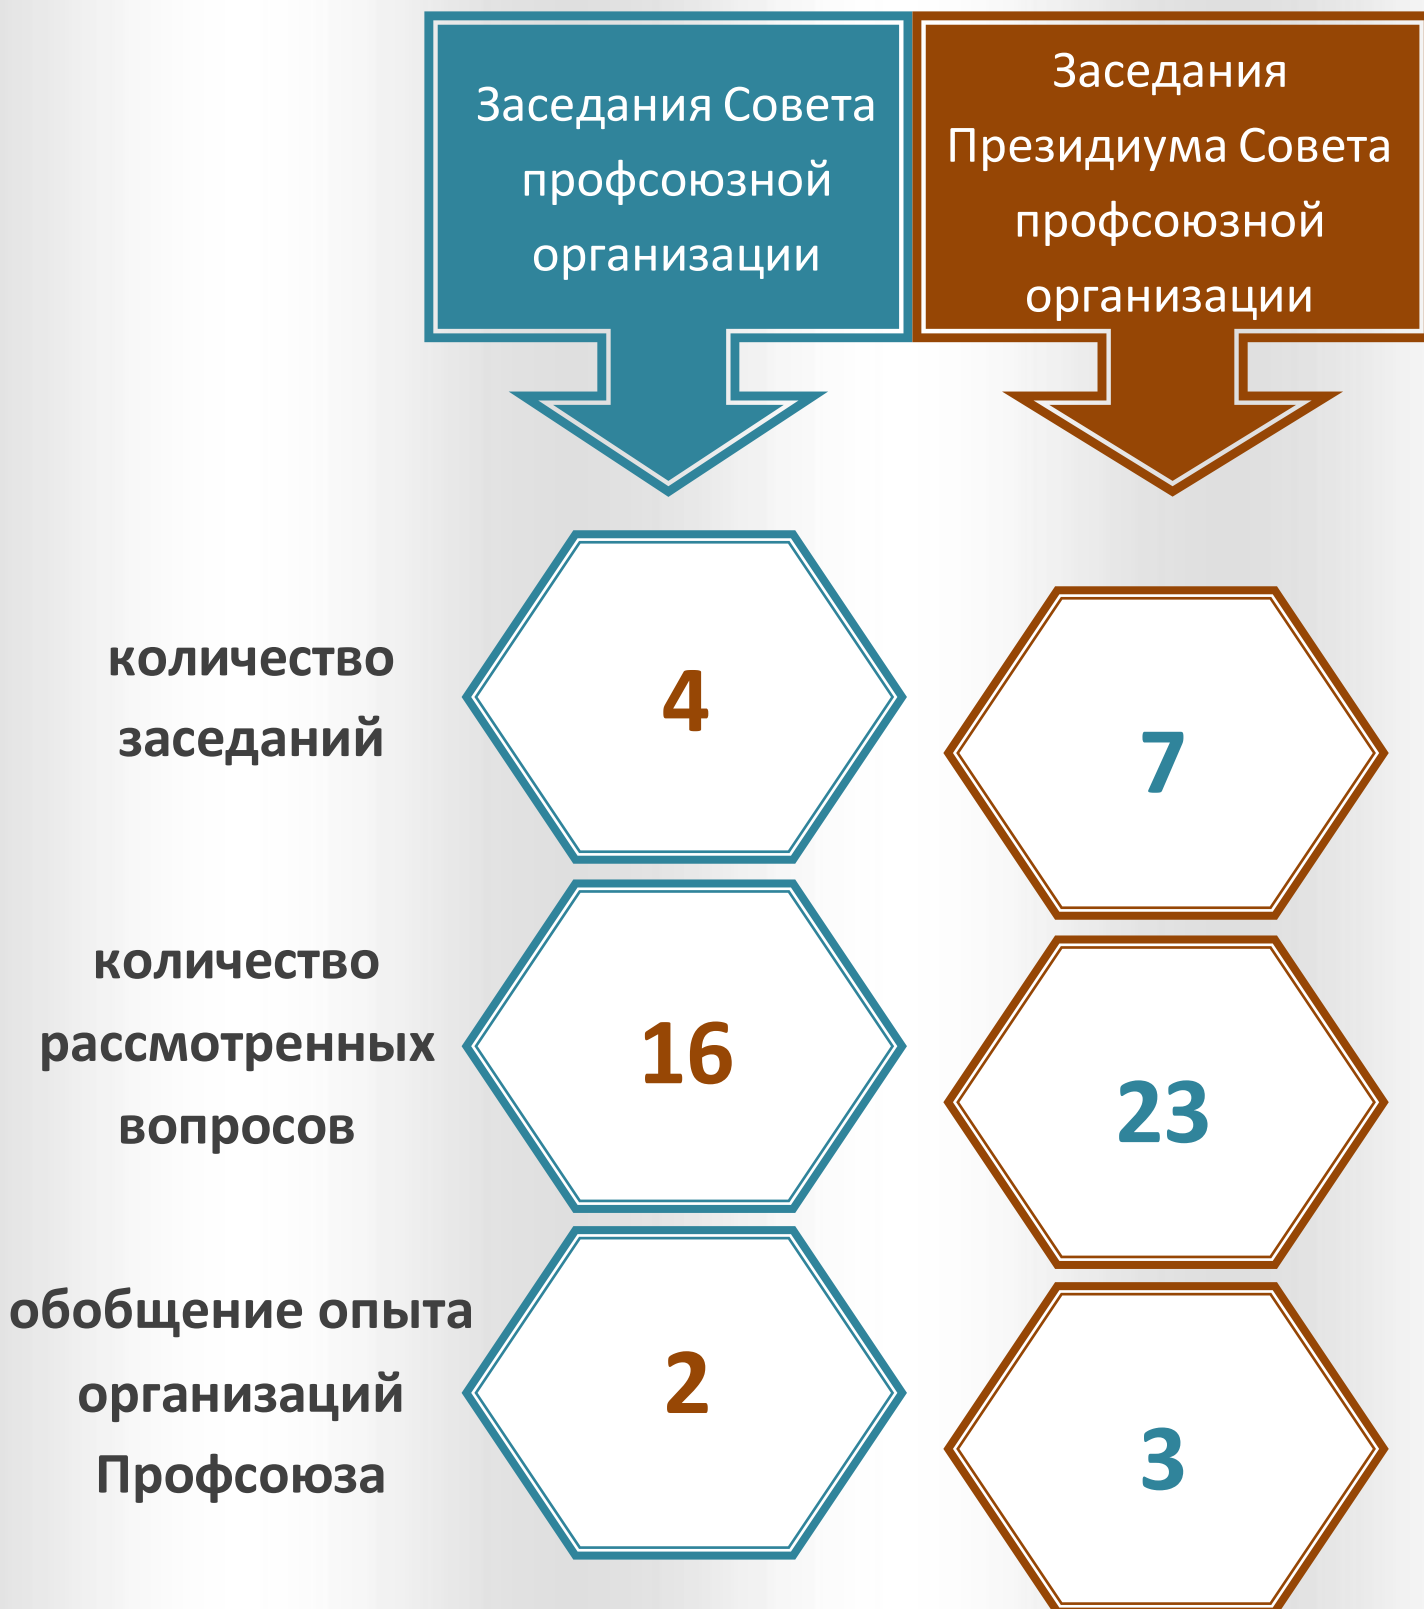 Заседания Совета
профсоюзной
организации
Заседания
Президиума Совета
профсоюзной
организации
количество
заседаний
4
7
количество
рассмотренных
вопросов
16
23
обобщение опыта
организаций
Профсоюза
2
3